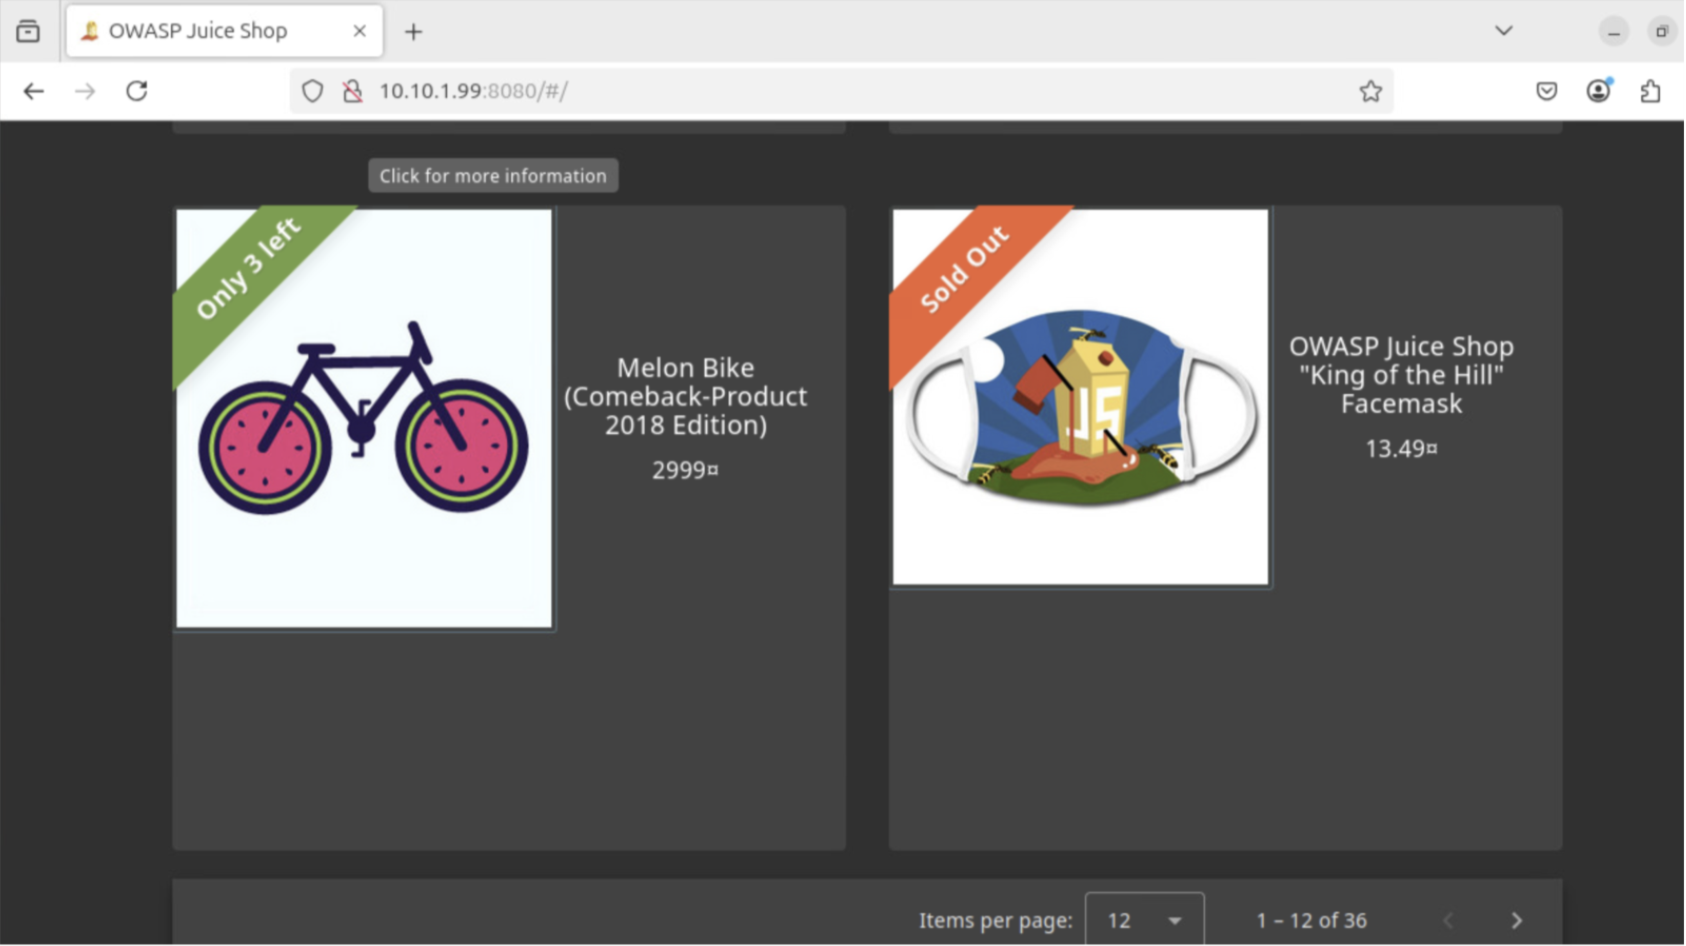 OWASP Juice Shop
10.10.1.99:8080/#/
Click for more information
Only 3 left
Melon Bike
(Comeback-Product
2018 Edition)
2999¤
Sold Out
JS
OWASP Juice Shop
"King of the Hill"
Facemask
13.49¤
Items per page: 12 1 – 12 of 36